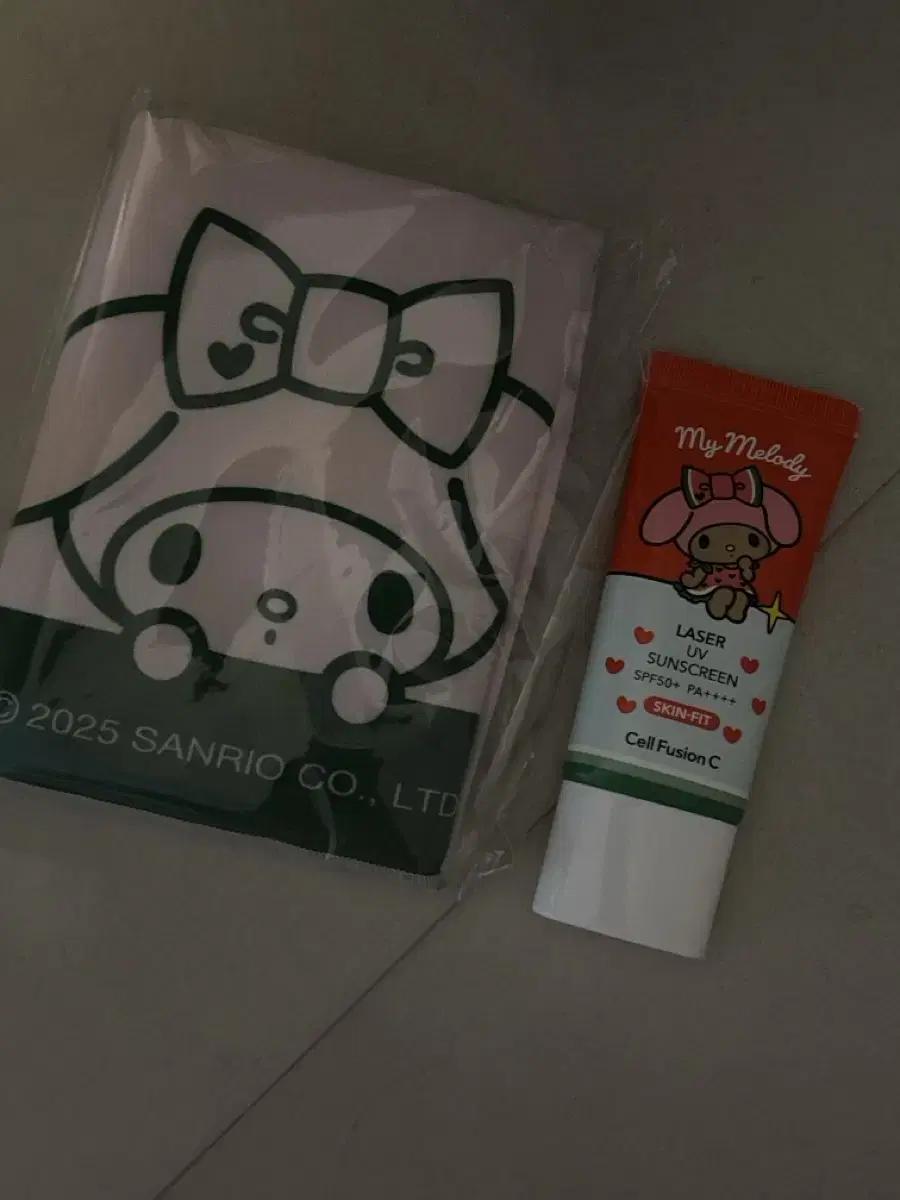 © 2025 SANRIO CO., LTD
My Melody
LASER
UV
SUNSCREEN
SPF50+ PA++++
SKIN-FIT
Cell Fusion C